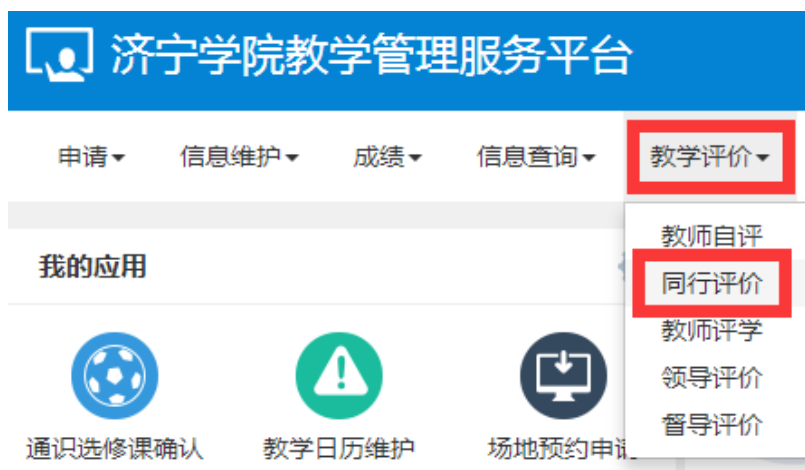 济宁学院教学管理服务平台
申请 信息维护 成绩 信息查询 教学评价
教师自评
我的应用
同行评价
教师评学
领导评价
督导评价
通识选修课确认 教学日历维护 场地预约申请